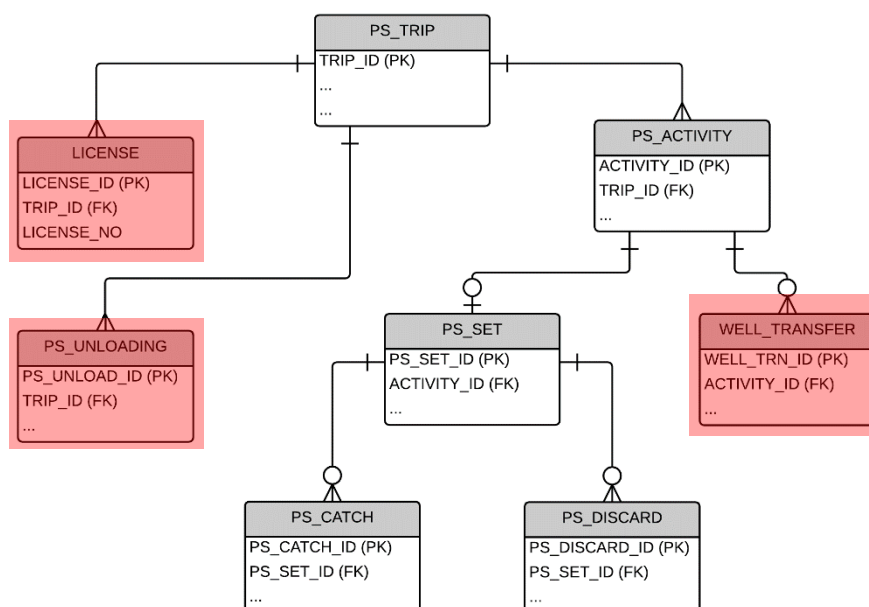 PS_TRIP
TRIP_ID (PK)
...
...
LICENSE
LICENSE_ID (PK)
TRIP_ID (FK)
LICENSE_NO
PS_ACTIVITY
ACTIVITY_ID (PK)
TRIP_ID (FK)
...
PS_UNLOADING
PS_UNLOAD_ID (PK)
TRIP_ID (FK)
...
PS_SET
PS_SET_ID (PK)
ACTIVITY_ID (FK)
...
WELL_TRANSFER
WELL_TRN_ID (PK)
ACTIVITY_ID (FK)
...
PS_CATCH
PS_CATCH_ID (PK)
PS_SET_ID (FK)
...
PS_DISCARD
PS_DISCARD_ID (PK)
PS_SET_ID (FK)
...